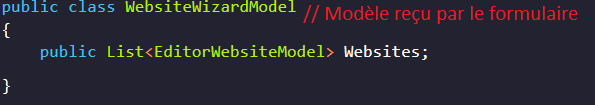 public class WebsiteWizardModel // Modèle reçu par le formulaire
{
public List<EditorWebsiteModel> Websites;
}